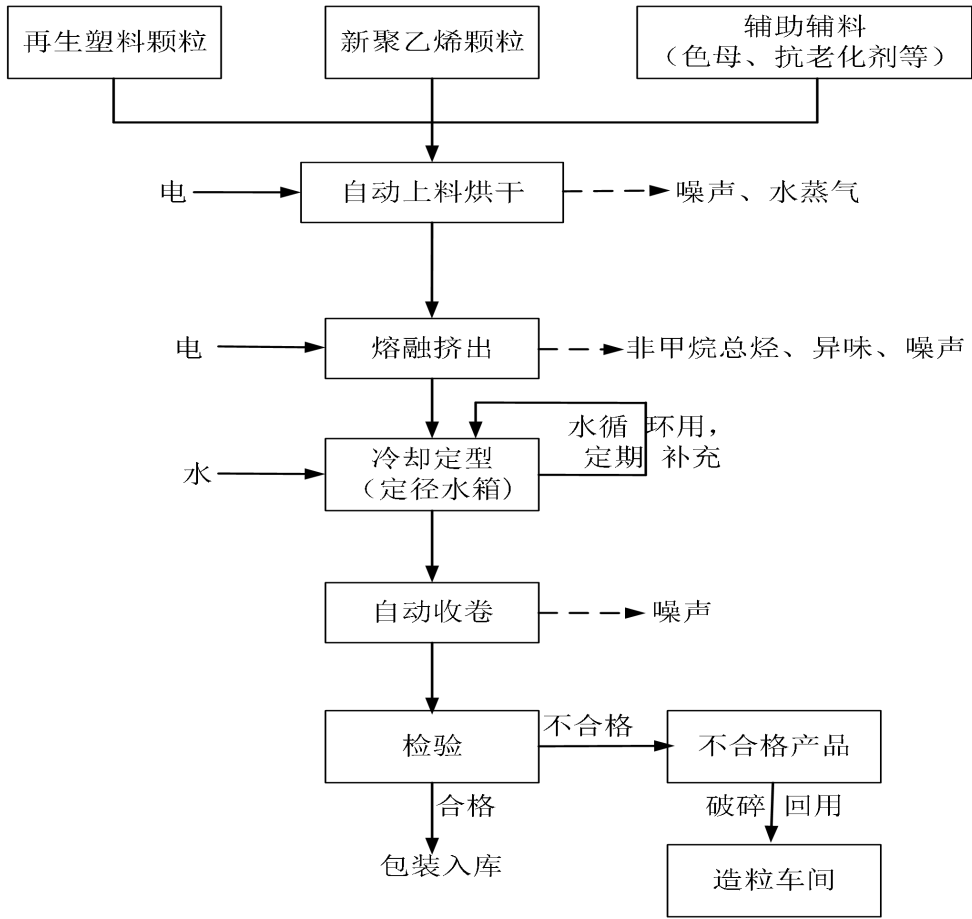 再生塑料颗粒
新聚乙烯颗粒
辅助辅料
（色母、抗老化剂等）
电
自动上料烘干
噪声、水蒸气
电
熔融挤出
非甲烷总烃、异味、噪声
水循环用，
定期补充
水
冷却定型
（定径水箱）
自动收卷
噪声
检验
不合格
不合格产品
合格
破碎回用
包装入库
造粒车间